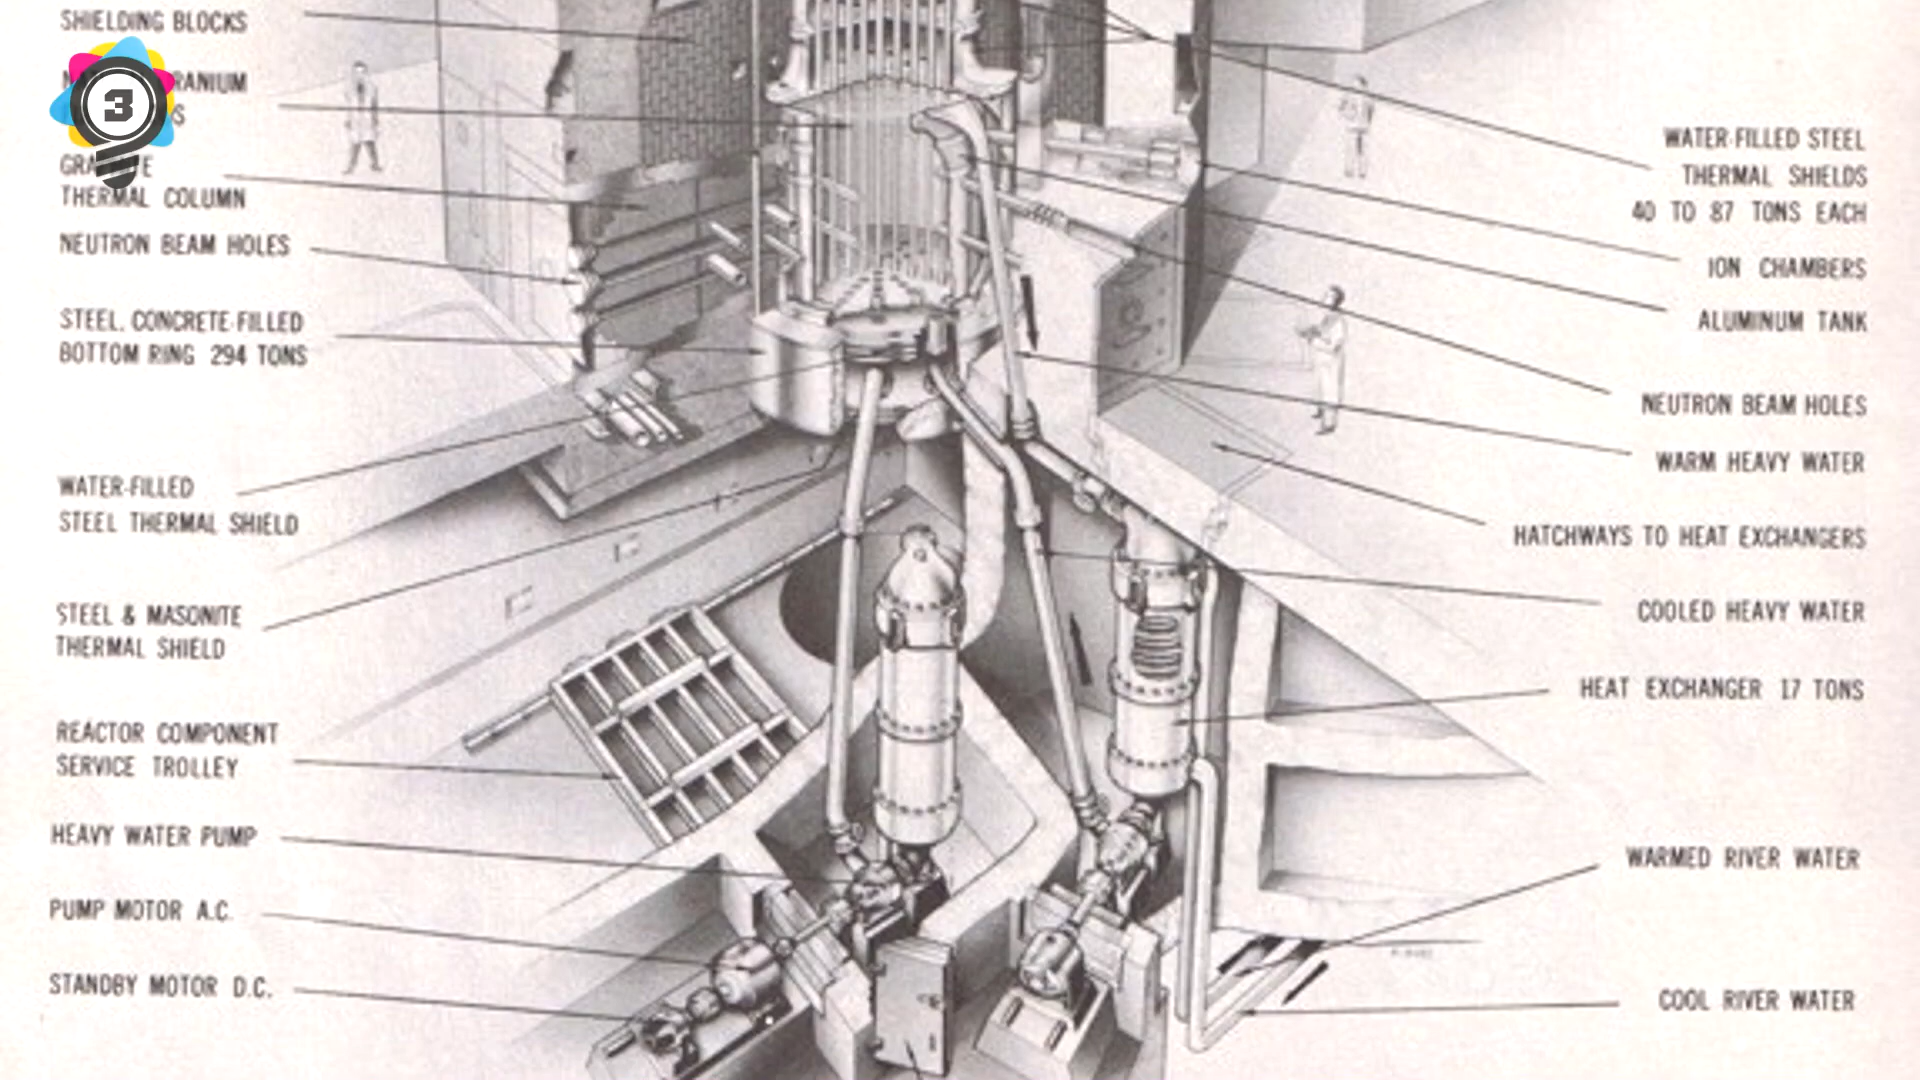 SHIELDING BLOCKS
RANIUM
S
THERMAL COLUMN
NEUTRON BEAM HOLES
STEEL, CONCRETE-FILLED
BOTTOM RING 294 TONS
WATER-FILLED
STEEL THERMAL SHIELD
STEEL & MASONITE
THERMAL SHIELD
REACTOR COMPONENT
SERVICE TROLLEY
HEAVY WATER PUMP
PUMP MOTOR A.C.
STANDBY MOTOR D.C.
3
WATER-FILLED STEEL
THERMAL SHIELDS
40 TO 87 TONS EACH
ION CHAMBERS
ALUMINUM TANK
NEUTRON BEAM HOLES
WARM HEAVY WATER
HATCHWAYS TO HEAT EXCHANGERS
COOLED HEAVY WATER
HEAT EXCHANGER 17 TONS
WARMED RIVER WATER
COOL RIVER WATER